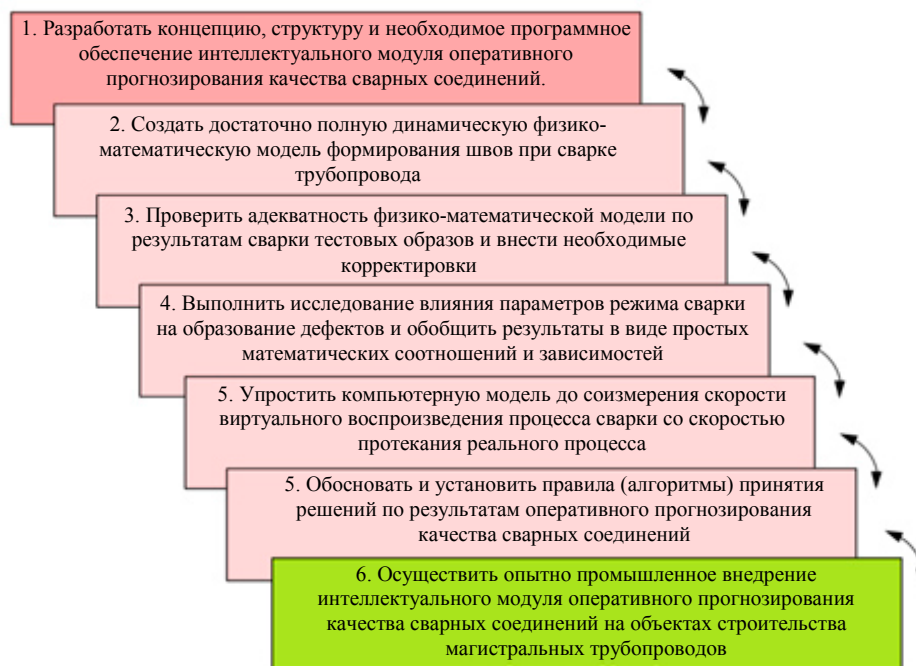 1. Разработать концепцию, структуру и необходимое программное
обеспечение интеллектуального модуля оперативного
прогнозирования качества сварных соединений.
2. Создать достаточно полную динамическую физико-
математическую модель формирования швов при сварке
трубопровода
3. Проверить адекватность физико-математической модели по
результатам сварки тестовых образов и внести необходимые
корректировки
4. Выполнить исследование влияния параметров режима сварки
на образование дефектов и обобщить результаты в виде простых
математических соотношений и зависимостей
5. Упростить компьютерную модель до соизмерения скорости
виртуального воспроизведения процесса сварки со скоростью
протекания реального процесса
5. Обосновать и установить правила (алгоритмы) принятия
решений по результатам оперативного прогнозирования
качества сварных соединений
6. Осуществить опытно промышленное внедрение
интеллектуального модуля оперативного прогнозирования
качества сварных соединений на объектах строительства
магистральных трубопроводов